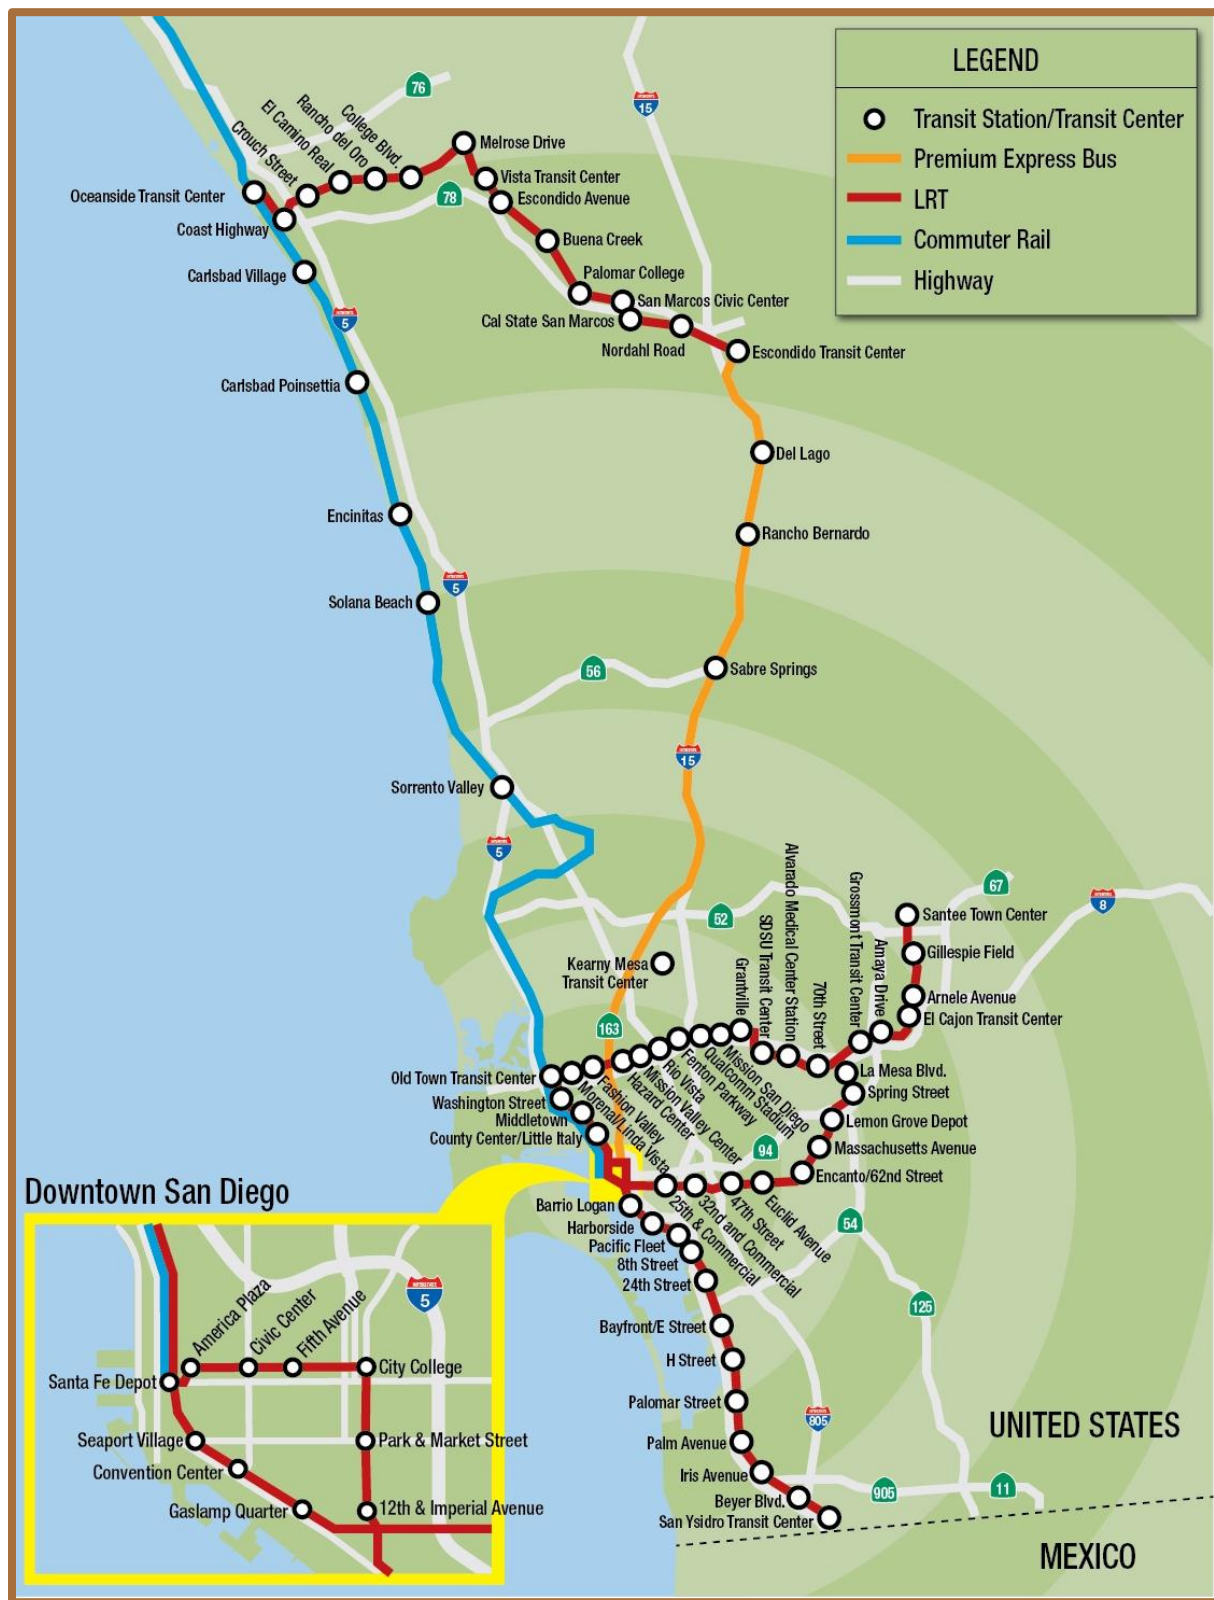 LEGEND
Transit Station/Transit Center
Premium Express Bus
LRT
Commuter Rail
Highway
76
15
Crouch Street
El Camino Real
Rancho del Oro
College Blvd.
Melrose Drive
Vista Transit Center
Escondido Avenue
78
Oceanside Transit Center
Coast Highway
Buena Creek
Carlsbad Village
Palomar College
San Marcos Civic Center
Cal State San Marcos
5
Nordahl Road
Escondido Transit Center
Carlsbad Poinsettia
Del Lago
Encinitas
Rancho Bernardo
5
Solana Beach
56
Sabre Springs
15
Sorrento Valley
5
67
8
52
Santee Town Center
Gillespie Field
Kearny Mesa
Transit Center
Grantville
SDSU Transit Center
Alvarado Medical Center Station
70th Street
Grossmont Transit Center
Amaya Drive
Arnele Avenue
El Cajon Transit Center
163
Old Town Transit Center
La Mesa Blvd.
Spring Street
Washington Street
Middletown
County Center/Little Italy
Morenal/Linda Vista
Fashion Valley
Hazard Center
Mission Valley Center
Rio Vista
Fenton Parkway
Qualcomm Stadium
Mission San Diego
Lemon Grove Depot
Massachusetts Avenue
94
Encanto/62nd Street
Barrio Logan
Harborside
Pacific Fleet
8th Street
24th Street
25th & Commercial
32nd and Commercial
47th Street
Euclid Avenue
54
125
Bayfront/E Street
H Street
Palomar Street
805
Palm Avenue
Iris Avenue
Beyer Blvd.
San Ysidro Transit Center
905
11
UNITED STATES
MEXICO
Downtown San Diego
America Plaza
Civic Center
Fifth Avenue
5
City College
Santa Fe Depot
Seaport Village
Park & Market Street
Convention Center
Gaslamp Quarter
12th & Imperial Avenue